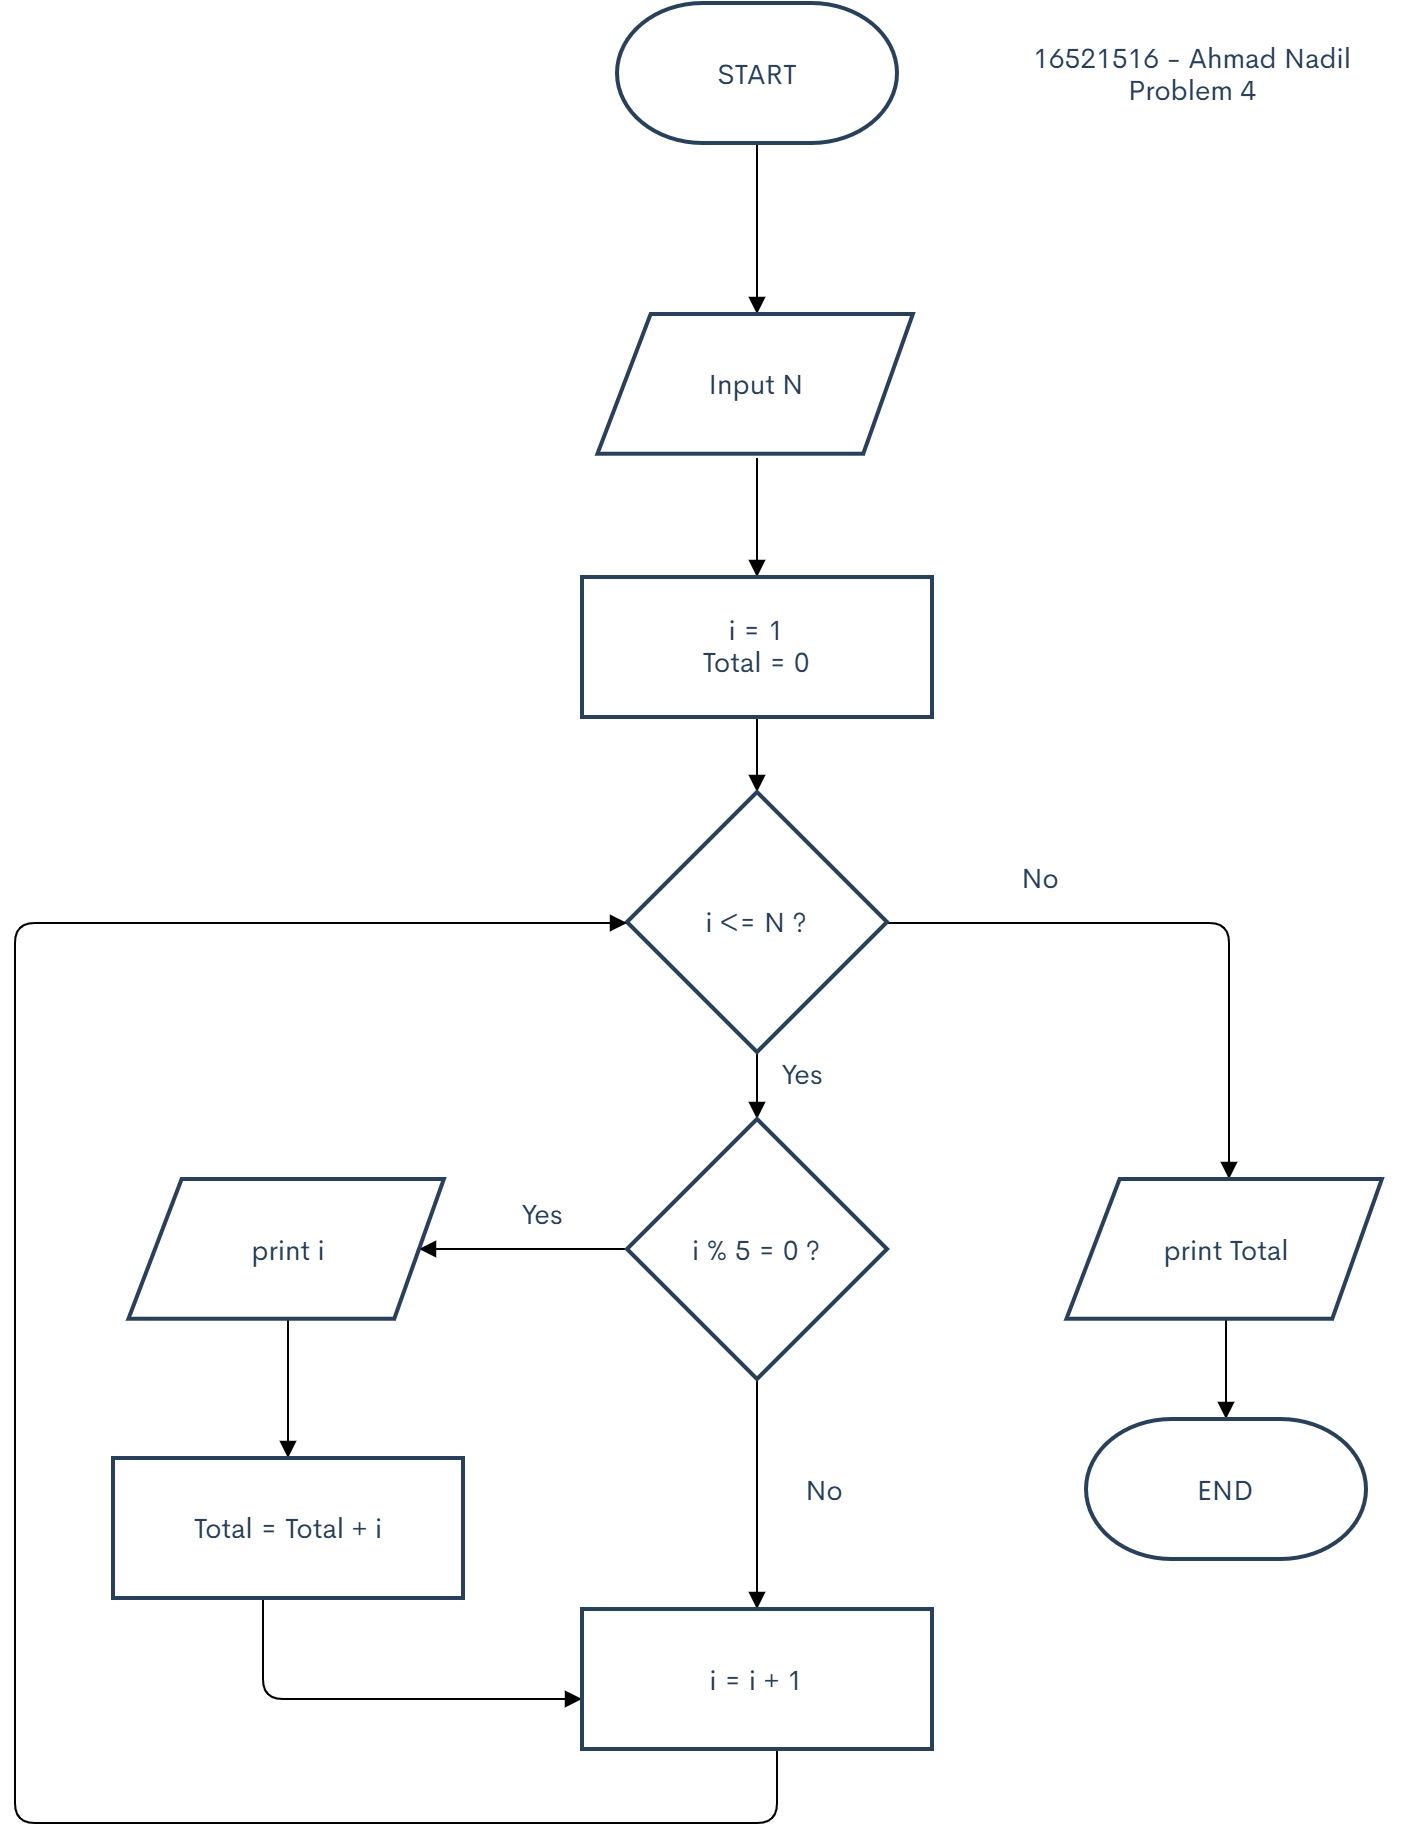 START
16521516 - Ahmad Nadil
Problem 4
Input N
i = 1
Total = 0
i <= N ?
No
Yes
i % 5 = 0 ?
Yes
print i
print Total
No
Total = Total + i
END
i = i + 1